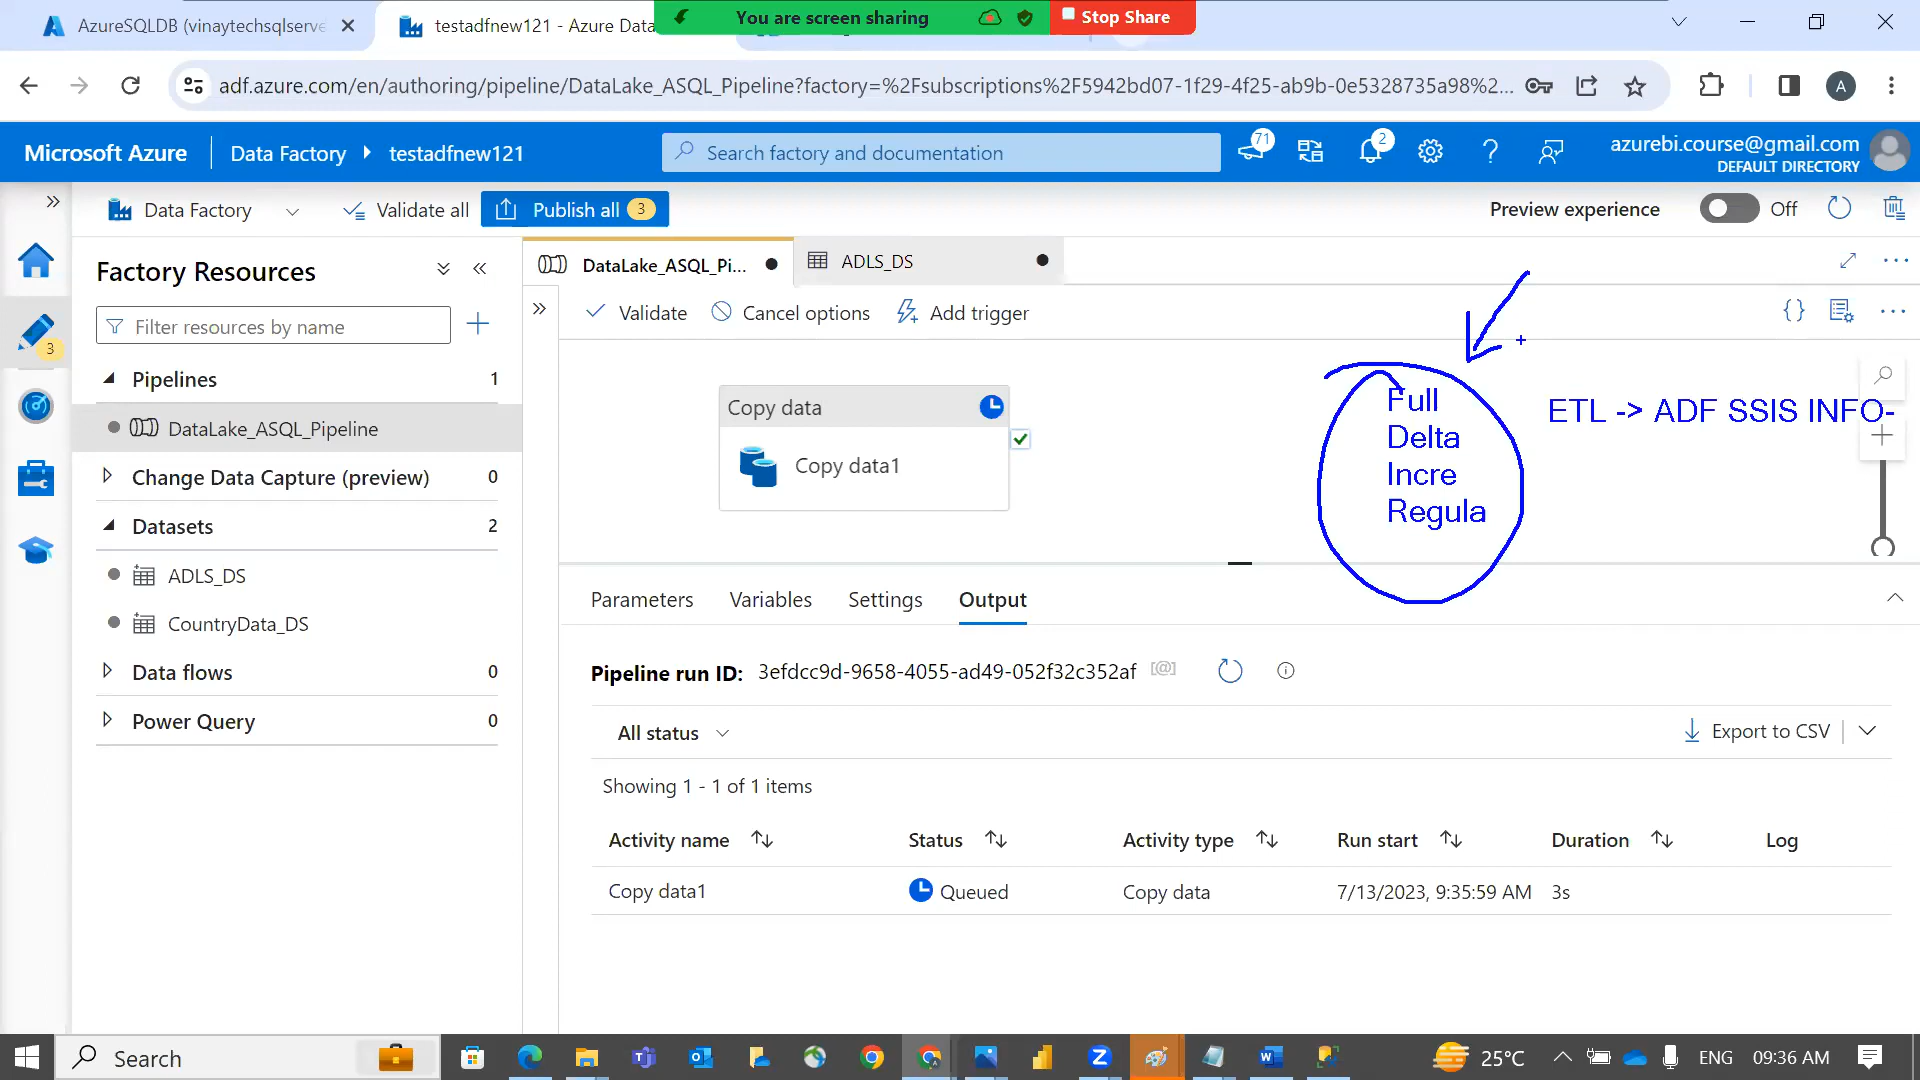 AzureSQLDB (vinaytechsqlserve
testadfnew121 - Azure Data
You are screen sharing
Stop Share
adf.azure.com/en/authoring/pipeline/DataLake_ASQL_Pipeline?factory=%2Fsubscriptions%2F5942bd07-1f29-4f25-ab9b-0e5328735a98%2...
A
Microsoft Azure
Data Factory
testadfnew121
Search factory and documentation
71
2
azurebi.course@gmail.com
DEFAULT DIRECTORY
Data Factory
Validate all
Publish all 3
Preview experience
Off
Factory Resources
DataLake_ASQL_Pi...
ADLS_DS
Filter resources by name
Validate
Cancel options
Add trigger
3
Pipelines 1
DataLake_ASQL_Pipeline
Change Data Capture (preview) 0
Datasets 2
ADLS_DS
CountryData_DS
Data flows 0
Power Query 0
Copy data
Copy data1
Full
Delta
Incre
Regula
ETL -> ADF SSIS INFO-
Parameters Variables Settings Output
Pipeline run ID: 3efdcc9d-9658-4055-ad49-052f32c352af
All status
Export to CSV
Showing 1 - 1 of 1 items
Activity name Status Activity type Run start Duration Log
Copy data1 Queued Copy data 7/13/2023, 9:35:59 AM 3s
Search
25°C
ENG
09:36 AM